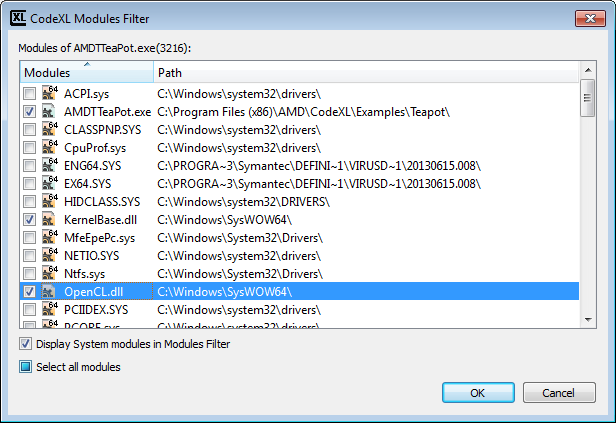 XL CodeXL Modules Filter
Modules of AMDTTeaPot.exe(3216):
Modules Path
64 ACPI.sys C:\Windows\system32\drivers\
AMDTTeaPot.exe C:\Program Files (x86)\AMD\CodeXL\Examples\Teapot\
64 CLASSPNP.SYS C:\Windows\system32\drivers\
64 CpuProf.sys C:\Windows\system32\drivers\
64 ENG64.SYS C:\PROGRA~3\Symantec\DEFINI~1\VIRUSD~1\20130615.008\
64 EX64.SYS C:\PROGRA~3\Symantec\DEFINI~1\VIRUSD~1\20130615.008\
64 HIDCLASS.SYS C:\Windows\system32\DRIVERS\
KernelBase.dll C:\Windows\SysWOW64\
64 MfeEpePc.sys C:\Windows\system32\Drivers\
64 NETIO.SYS C:\Windows\system32\drivers\
64 Ntfs.sys C:\Windows\system32\Drivers\
OpenCL.dll C:\Windows\SysWOW64\
64 PCIIDEX.SYS C:\Windows\system32\drivers\
64 PCORE.sys C:\Windows\system32\drivers\
Display System modules in Modules Filter
Select all modules
OK Cancel